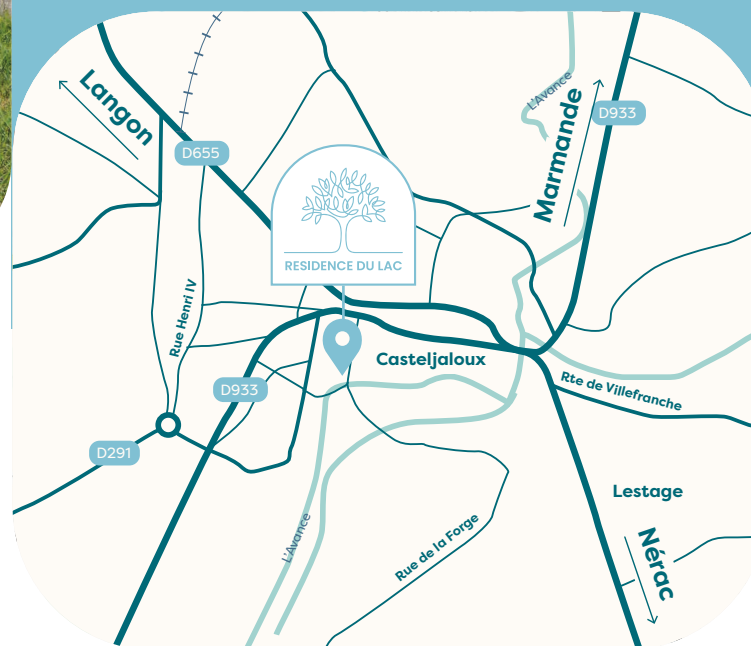 Langon
D655
L'Avance
Marmande
D933
RESIDENCE DU LAC
Rue Henri IV
Casteljaloux
D933
Rte de Villefranche
D291
Lestage
L'Avance
Rue de la Forge
Nérac